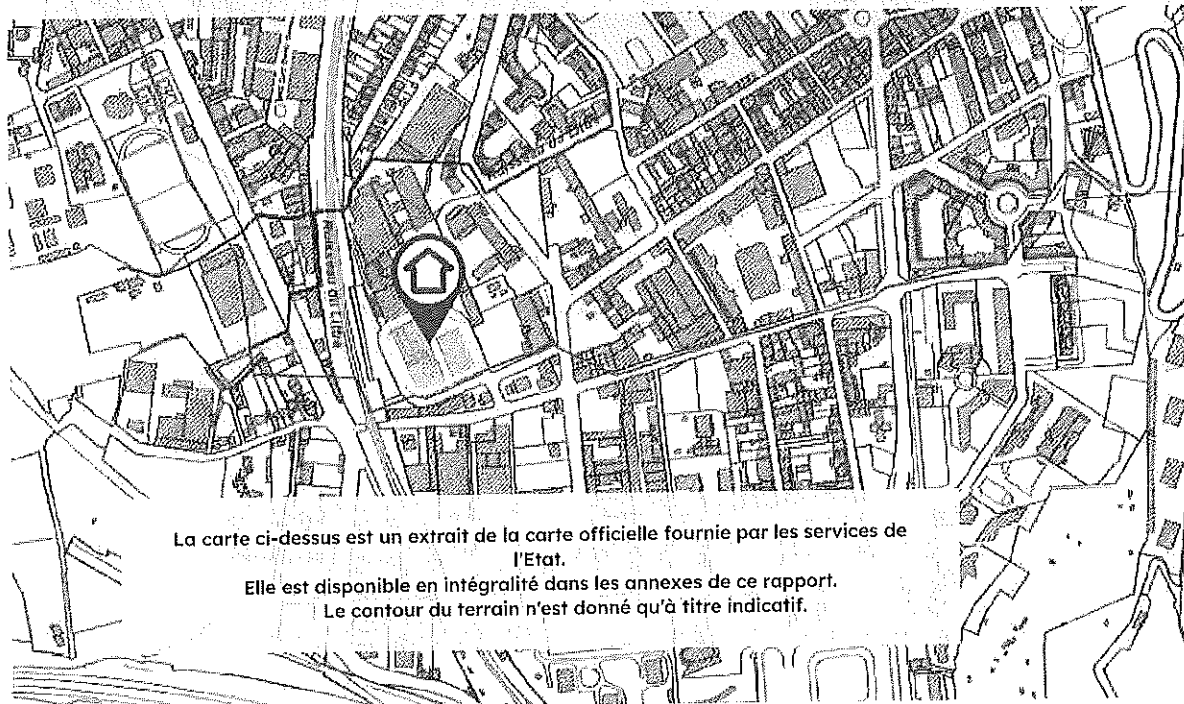 La carte ci-dessus est un extrait de la carte officielle fournie par les services de
l'Etat.
Elle est disponible en intégralité dans les annexes de ce rapport.
Le contour du terrain n'est donné qu'à titre indicatif.